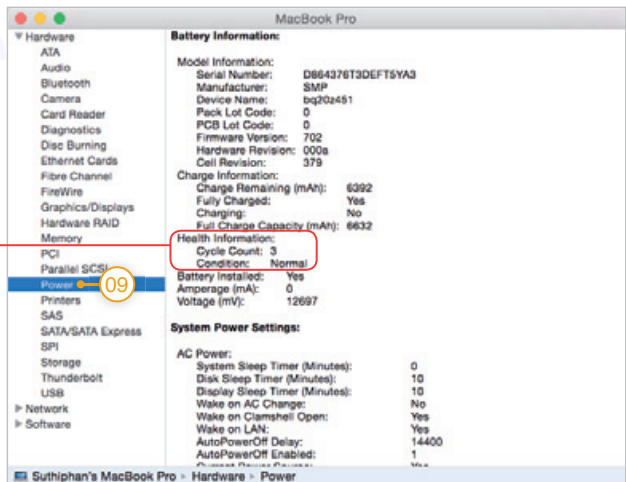 MacBook Pro
Hardware
ATA
Audio
Bluetooth
Camera
Card Reader
Diagnostics
Disc Burning
Ethernet Cards
Fibre Channel
FireWire
Graphics/Displays
Hardware RAID
Memory
PCI
Parallel SCSI
Power 09
Printers
SAS
SATA/SATA Express
SPI
Storage
Thunderbolt
USB
Network
Software
Battery Information:
Model Information:
Serial Number: D864376T3DEFT5YA3
Manufacturer: SMP
Device Name: bq20z451
Pack Lot Code: 0
PCB Lot Code: 0
Firmware Version: 702
Hardware Revision: 000a
Cell Revision: 379
Charge Information:
Charge Remaining (mAh): 6392
Fully Charged: Yes
Charging: No
Full Charge Capacity (mAh): 6632
Health Information:
Cycle Count: 3
Condition: Normal
Battery Installed: Yes
Amperage (mA): 0
Voltage (mV): 12697
System Power Settings:
AC Power:
System Sleep Timer (Minutes): 0
Disk Sleep Timer (Minutes): 10
Display Sleep Timer (Minutes): 10
Wake on AC Change: No
Wake on Clamshell Open: Yes
Wake on LAN: Yes
AutoPowerOff Delay: 14400
AutoPowerOff Enabled: 1
Current Power Source: Yes
Suthiphan's MacBook Pro Hardware Power